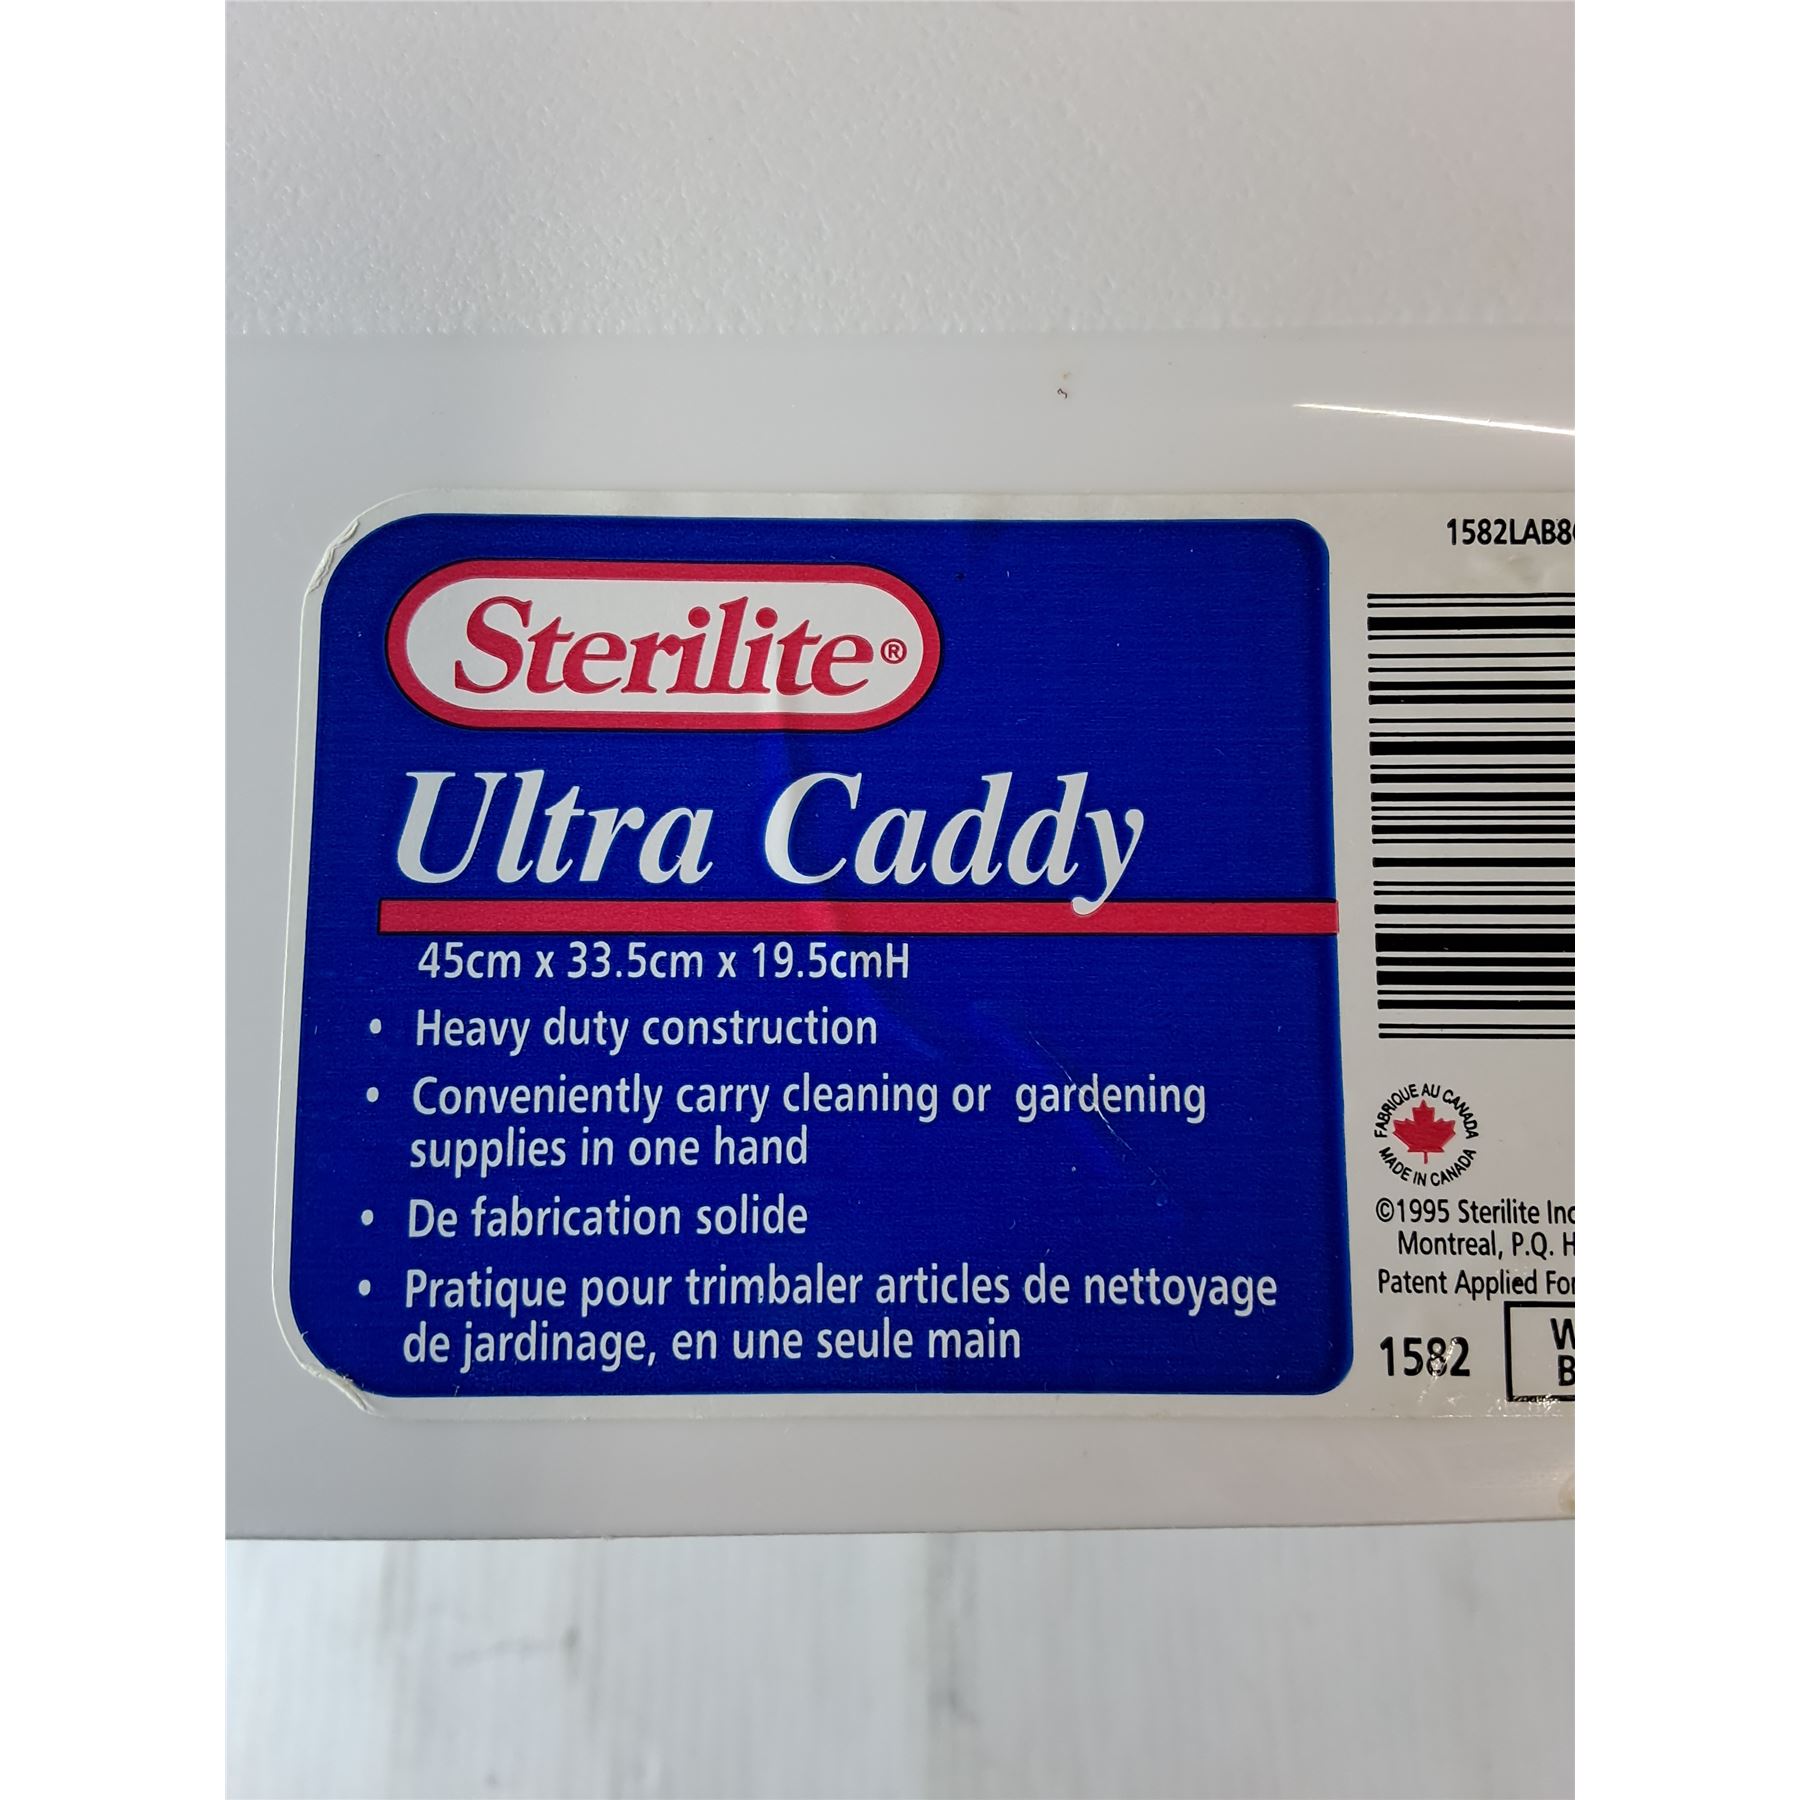 Sterilite®
Ultra Caddy
45cm x 33.5cm x 19.5cmH
• Heavy duty construction
• Conveniently carry cleaning or gardening
supplies in one hand
• De fabrication solide
• Pratique pour trimbaler articles de nettoyage
de jardinage, en une seule main
1582LAB8
FABRIQUE AU CANADA
MADE IN CANADA
©1995 Sterilite Inc
Montreal, P.Q. H
Patent Applied For
1582